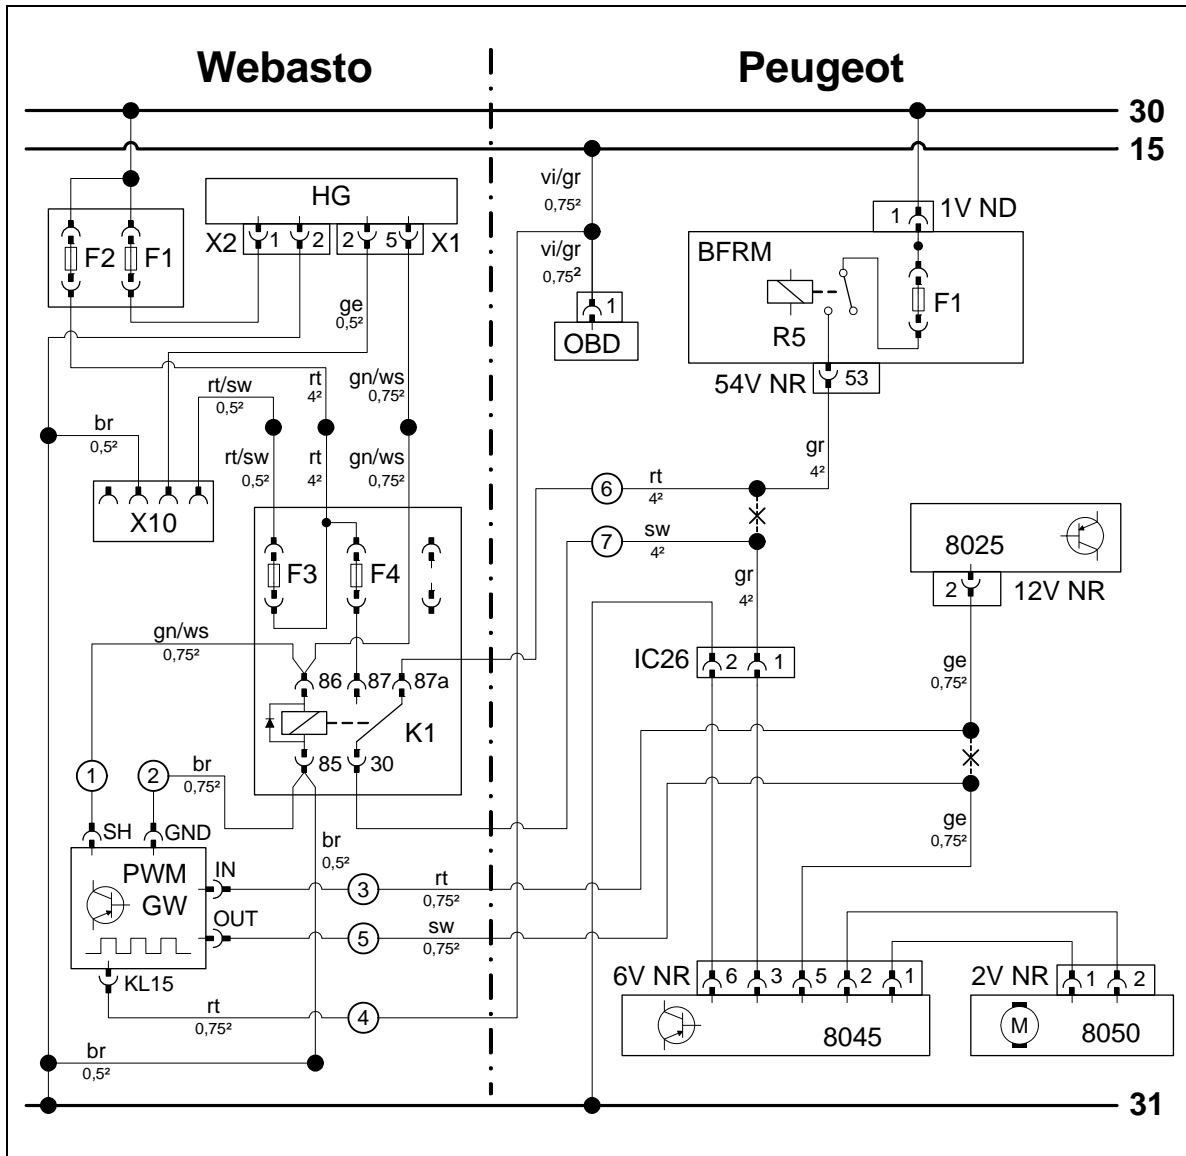 Webasto
Peugeot
30
15
vi/gr
0,75²
1
1V ND
HG
X2
1
2
2
5
X1
F2
F1
BFRM
vi/gr
0,75²
F1
ge
0,5²
1
R5
OBD
rt/sw
0,5²
rt
4²
gn/ws
0,75²
54V NR
53
br
0,5²
rt/sw
0,5²
rt
4²
gn/ws
0,75²
gr
4²
6
rt
4²
X10
7
sw
4²
8025
F3
F4
gr
4²
2
12V NR
gn/ws
0,75²
IC26
2
1
ge
0,75²
86
87
87a
K1
85
30
1
2
br
0,75²
SH
GND
br
0,5²
ge
0,75²
PWM
GW
IN
3
rt
0,75²
OUT
5
sw
0,75²
KL15
6V NR
6
3
5
2
1
2V NR
1
2
rt
0,75²
4
8045
M
8050
br
0,5²
31